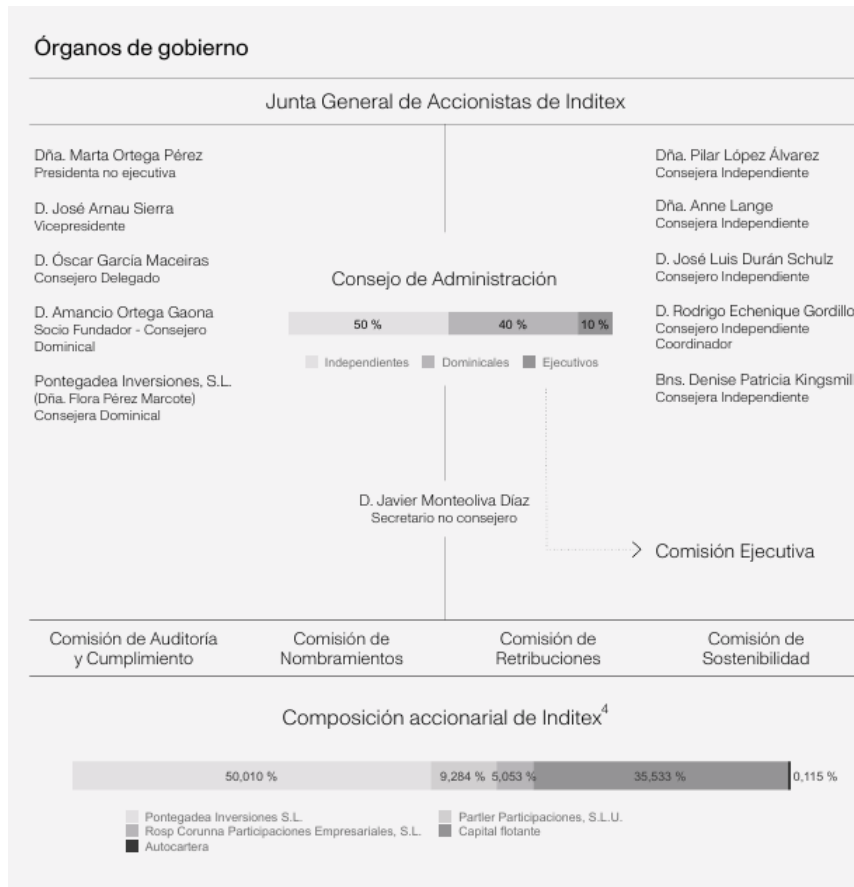 Órganos de gobierno
Junta General de Accionistas de Inditex
Dña. Marta Ortega Pérez
Presidenta no ejecutiva
D. José Arnau Sierra
Vicepresidente
D. Óscar García Maceiras
Consejero Delegado
D. Amancio Ortega Gaona
Socio Fundador - Consejero
Dominical
Pontegadea Inversiones, S.L.
(Dña. Flora Pérez Marcote)
Consejera Dominical
Consejo de Administración
50 % 40 % 10 %
Independientes Dominicales Ejecutivos
D. Javier Monteoliva Díaz
Secretario no consejero
Dña. Pilar López Álvarez
Consejera Independiente
Dña. Anne Lange
Consejera Independiente
D. José Luis Durán Schulz
Consejero Independiente
D. Rodrigo Echenique Gordillo
Consejero Independiente
Coordinador
Bns. Denise Patricia Kingsmill
Consejera Independiente
Comisión Ejecutiva
Comisión de Auditoría
y Cumplimiento
Comisión de
Nombramientos
Comisión de
Retribuciones
Comisión de
Sostenibilidad
Composición accionarial de Inditex4
50,010 % 9,284 % 5,053 % 35,533 % 0,115 %
Pontegadea Inversiones S.L. Partler Participaciones, S.L.U.
Rosp Corunna Participaciones Empresariales, S.L. Capital flotante
Autocartera